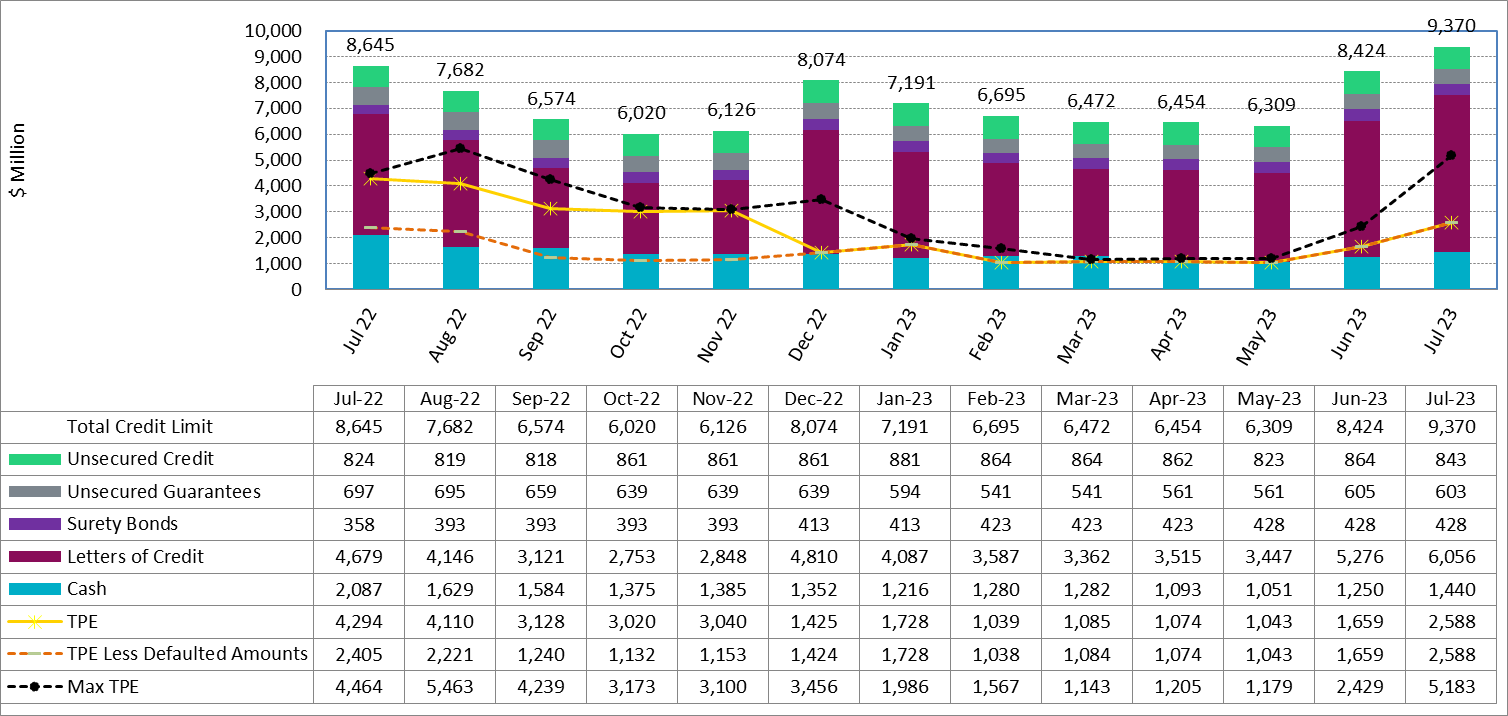 $ Million
10,000
9,000
8,000
7,000
6,000
5,000
4,000
3,000
2,000
1,000
0
8,645 7,682 6,574 6,020 6,126 8,074 7,191 6,695 6,472 6,454 6,309 8,424 9,370
Jul 22 Aug 22 Sep 22 Oct 22 Nov 22 Dec 22 Jan 23 Feb 23 Mar 23 Apr 23 May 23 Jun 23 Jul 23
Jul-22 Aug-22 Sep-22 Oct-22 Nov-22 Dec-22 Jan-23 Feb-23 Mar-23 Apr-23 May-23 Jun-23 Jul-23
Total Credit Limit 8,645 7,682 6,574 6,020 6,126 8,074 7,191 6,695 6,472 6,454 6,309 8,424 9,370
Unsecured Credit 824 819 818 861 861 861 881 864 864 862 823 864 843
Unsecured Guarantees 697 695 659 639 639 639 594 541 541 561 561 605 603
Surety Bonds 358 393 393 393 393 413 413 423 423 423 428 428 428
Letters of Credit 4,679 4,146 3,121 2,753 2,848 4,810 4,087 3,587 3,362 3,515 3,447 5,276 6,056
Cash 2,087 1,629 1,584 1,375 1,385 1,352 1,216 1,280 1,282 1,093 1,051 1,250 1,440
TPE 4,294 4,110 3,128 3,020 3,040 1,425 1,728 1,039 1,085 1,074 1,043 1,659 2,588
TPE Less Defaulted Amounts 2,405 2,221 1,240 1,132 1,153 1,424 1,728 1,038 1,084 1,074 1,043 1,659 2,588
Max TPE 4,464 5,463 4,239 3,173 3,100 3,456 1,986 1,567 1,143 1,205 1,179 2,429 5,183